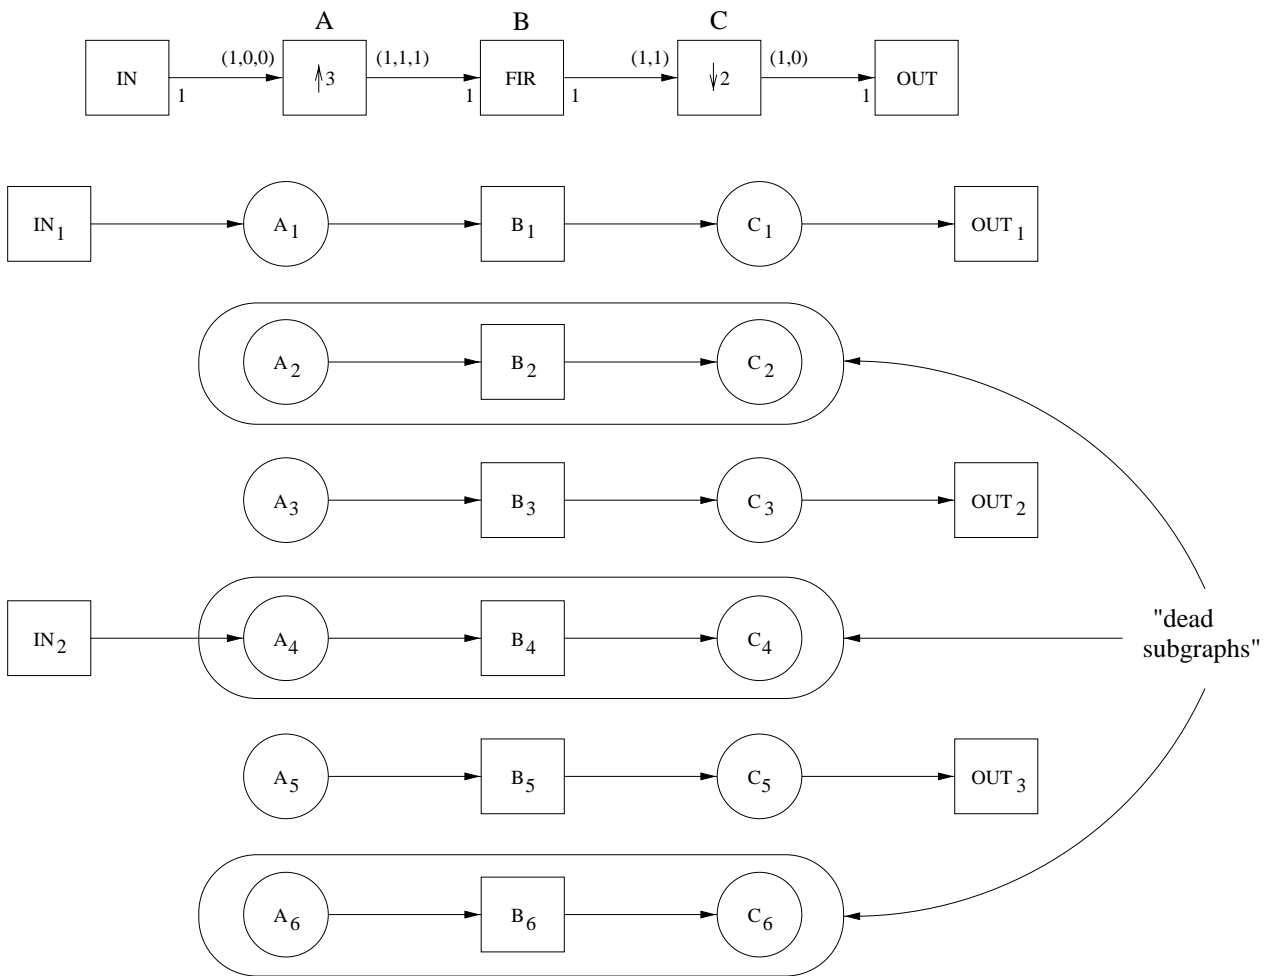 A B C
IN (1,0,0) ↑3 (1,1,1) FIR (1,1) ↓2 (1,0) OUT
1 1 1 1
IN1 A1 B1 C1 OUT1
A2 B2 C2
A3 B3 C3 OUT2
IN2 A4 B4 C4
"dead
subgraphs"
A5 B5 C5 OUT3
A6 B6 C6